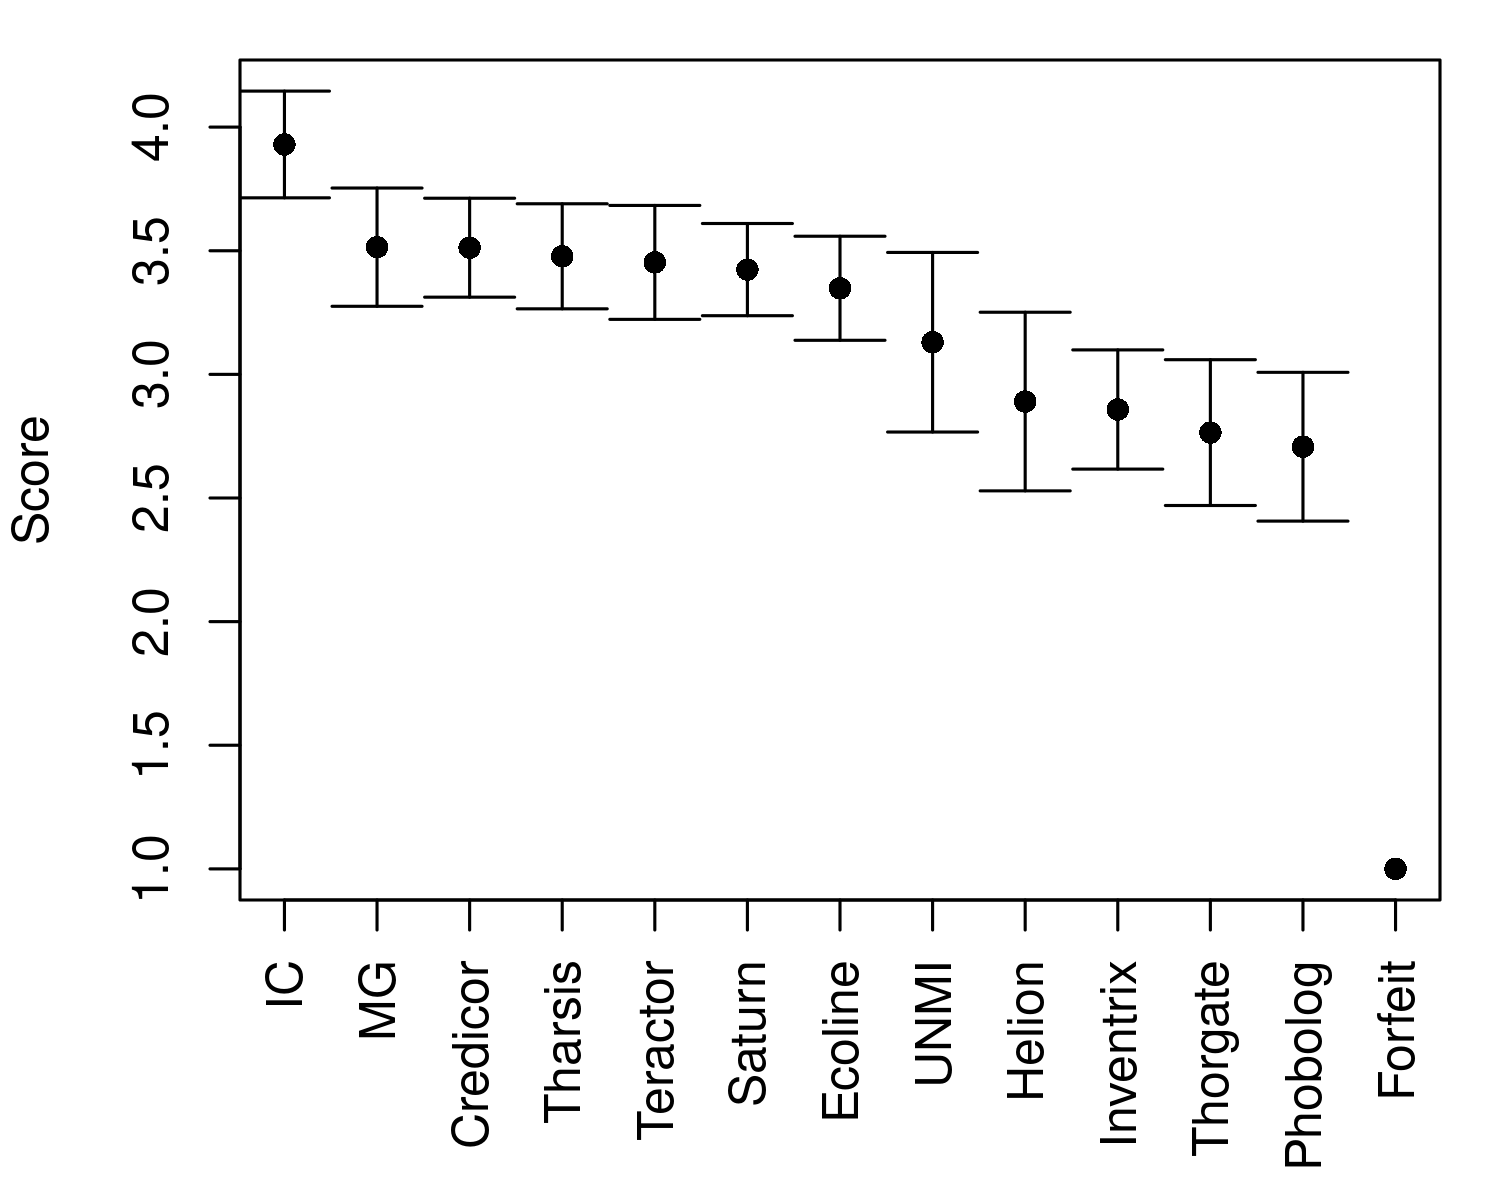 Score
4.0
3.5
3.0
2.5
2.0
1.5
1.0
IC
MG
Credicor
Tharsis
Teractor
Saturn
Ecoline
UNMI
Helion
Inventrix
Thorgate
Phobolog
Forfeit